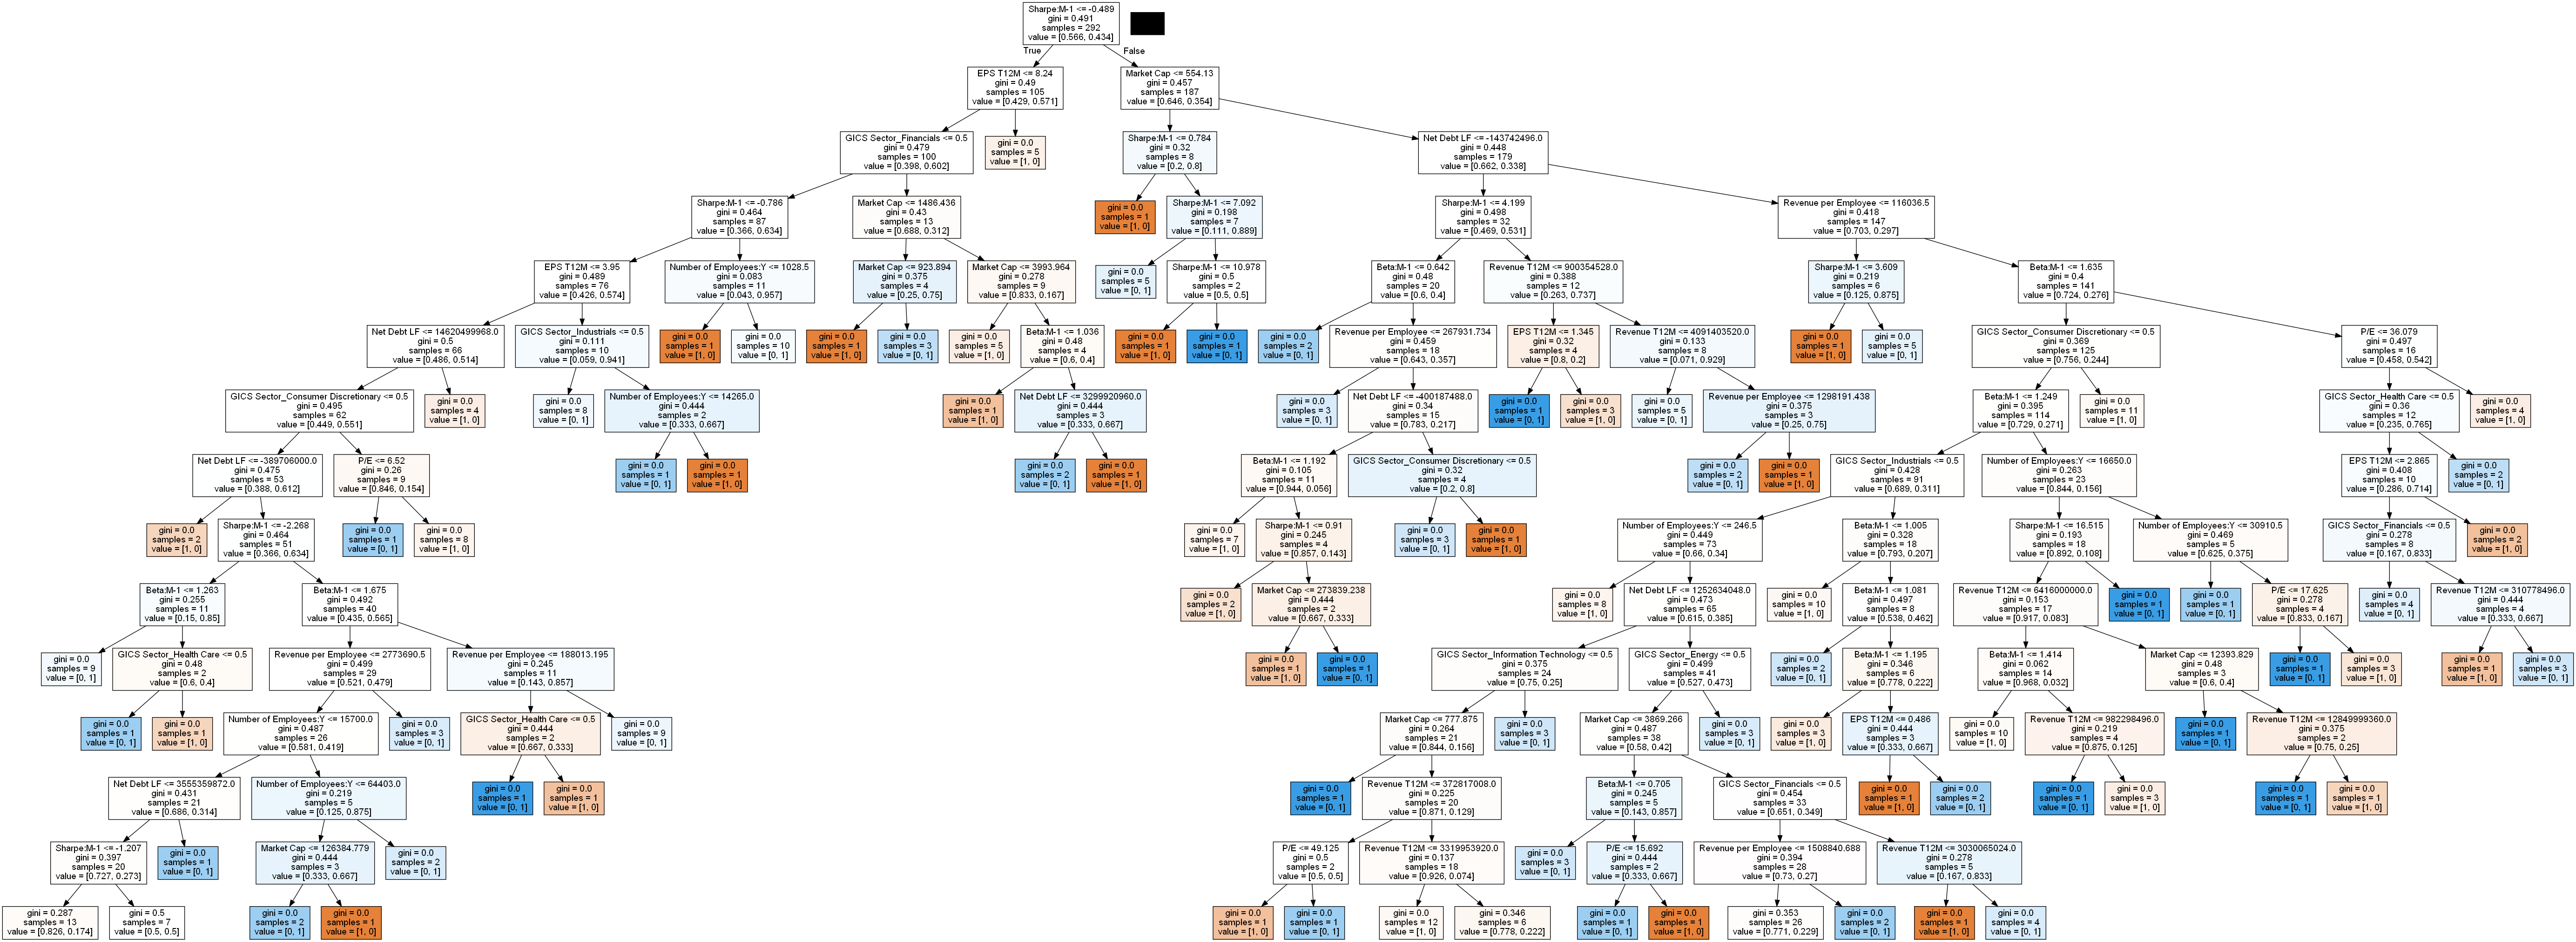 Sharpe:M-1 <= -0.489
gini = 0.491
samples = 292
value = [0.566, 0.434]
True
False
EPS T12M <= 8.24
gini = 0.49
samples = 105
value = [0.429, 0.571]
Market Cap <= 554.13
gini = 0.457
samples = 187
value = [0.646, 0.354]
GICS Sector_Financials <= 0.5
gini = 0.479
samples = 100
value = [0.398, 0.602]
gini = 0.0
samples = 5
value = [1, 0]
Sharpe:M-1 <= 0.784
gini = 0.32
samples = 8
value = [0.2, 0.8]
Net Debt LF <= -143742496.0
gini = 0.448
samples = 179
value = [0.662, 0.338]
Sharpe:M-1 <= -0.786
gini = 0.464
samples = 87
value = [0.366, 0.634]
Market Cap <= 1486.436
gini = 0.43
samples = 13
value = [0.688, 0.312]
gini = 0.0
samples = 1
value = [1, 0]
Sharpe:M-1 <= 7.092
gini = 0.198
samples = 7
value = [0.111, 0.889]
Sharpe:M-1 <= 4.199
gini = 0.498
samples = 32
value = [0.469, 0.531]
Revenue per Employee <= 116036.5
gini = 0.418
samples = 147
value = [0.703, 0.297]
EPS T12M <= 3.95
gini = 0.489
samples = 76
value = [0.426, 0.574]
Number of Employees:Y <= 1028.5
gini = 0.083
samples = 11
value = [0.043, 0.957]
Market Cap <= 923.894
gini = 0.375
samples = 4
value = [0.25, 0.75]
Market Cap <= 3993.964
gini = 0.278
samples = 9
value = [0.833, 0.167]
gini = 0.0
samples = 5
value = [0, 1]
Sharpe:M-1 <= 10.978
gini = 0.5
samples = 2
value = [0.5, 0.5]
Beta:M-1 <= 0.642
gini = 0.48
samples = 20
value = [0.6, 0.4]
Revenue T12M <= 900354528.0
gini = 0.388
samples = 12
value = [0.263, 0.737]
Sharpe:M-1 <= 3.609
gini = 0.219
samples = 6
value = [0.125, 0.875]
Beta:M-1 <= 1.635
gini = 0.4
samples = 141
value = [0.724, 0.276]
Net Debt LF <= 14620499968.0
gini = 0.5
samples = 66
value = [0.486, 0.514]
GICS Sector_Industrials <= 0.5
gini = 0.111
samples = 10
value = [0.059, 0.941]
gini = 0.0
samples = 1
value = [1, 0]
gini = 0.0
samples = 10
value = [0, 1]
gini = 0.0
samples = 1
value = [1, 0]
gini = 0.0
samples = 3
value = [0, 1]
gini = 0.0
samples = 5
value = [1, 0]
Beta:M-1 <= 1.036
gini = 0.48
samples = 4
value = [0.6, 0.4]
gini = 0.0
samples = 1
value = [1, 0]
gini = 0.0
samples = 1
value = [0, 1]
gini = 0.0
samples = 2
value = [0, 1]
Revenue per Employee <= 267931.734
gini = 0.459
samples = 18
value = [0.643, 0.357]
EPS T12M <= 1.345
gini = 0.32
samples = 4
value = [0.8, 0.2]
Revenue T12M <= 4091403520.0
gini = 0.133
samples = 8
value = [0.071, 0.929]
gini = 0.0
samples = 1
value = [1, 0]
gini = 0.0
samples = 5
value = [0, 1]
GICS Sector_Consumer Discretionary <= 0.5
gini = 0.369
samples = 125
value = [0.756, 0.244]
P/E <= 36.079
gini = 0.497
samples = 16
value = [0.458, 0.542]
GICS Sector_Consumer Discretionary <= 0.5
gini = 0.495
samples = 62
value = [0.449, 0.551]
gini = 0.0
samples = 4
value = [1, 0]
gini = 0.0
samples = 8
value = [0, 1]
Number of Employees:Y <= 14265.0
gini = 0.444
samples = 2
value = [0.333, 0.667]
gini = 0.0
samples = 1
value = [1, 0]
Net Debt LF <= 3299920960.0
gini = 0.444
samples = 3
value = [0.333, 0.667]
gini = 0.0
samples = 3
value = [0, 1]
Net Debt LF <= -400187488.0
gini = 0.34
samples = 15
value = [0.783, 0.217]
gini = 0.0
samples = 1
value = [0, 1]
gini = 0.0
samples = 3
value = [1, 0]
gini = 0.0
samples = 5
value = [0, 1]
Revenue per Employee <= 1298191.438
gini = 0.375
samples = 3
value = [0.25, 0.75]
Beta:M-1 <= 1.249
gini = 0.395
samples = 114
value = [0.729, 0.271]
gini = 0.0
samples = 11
value = [1, 0]
GICS Sector_Health Care <= 0.5
gini = 0.36
samples = 12
value = [0.235, 0.765]
gini = 0.0
samples = 4
value = [1, 0]
Net Debt LF <= -389706000.0
gini = 0.475
samples = 53
value = [0.388, 0.612]
P/E <= 6.52
gini = 0.26
samples = 9
value = [0.846, 0.154]
gini = 0.0
samples = 1
value = [0, 1]
gini = 0.0
samples = 1
value = [1, 0]
gini = 0.0
samples = 2
value = [0, 1]
gini = 0.0
samples = 1
value = [1, 0]
Beta:M-1 <= 1.192
gini = 0.105
samples = 11
value = [0.944, 0.056]
GICS Sector_Consumer Discretionary <= 0.5
gini = 0.32
samples = 4
value = [0.2, 0.8]
gini = 0.0
samples = 2
value = [0, 1]
gini = 0.0
samples = 1
value = [1, 0]
GICS Sector_Industrials <= 0.5
gini = 0.428
samples = 91
value = [0.689, 0.311]
Number of Employees:Y <= 16650.0
gini = 0.263
samples = 23
value = [0.844, 0.156]
EPS T12M <= 2.865
gini = 0.408
samples = 10
value = [0.286, 0.714]
gini = 0.0
samples = 2
value = [0, 1]
gini = 0.0
samples = 2
value = [1, 0]
Sharpe:M-1 <= -2.268
gini = 0.464
samples = 51
value = [0.366, 0.634]
gini = 0.0
samples = 1
value = [0, 1]
gini = 0.0
samples = 8
value = [1, 0]
gini = 0.0
samples = 7
value = [1, 0]
Sharpe:M-1 <= 0.91
gini = 0.245
samples = 4
value = [0.857, 0.143]
gini = 0.0
samples = 3
value = [0, 1]
gini = 0.0
samples = 1
value = [1, 0]
Number of Employees:Y <= 246.5
gini = 0.449
samples = 73
value = [0.66, 0.34]
Beta:M-1 <= 1.005
gini = 0.328
samples = 18
value = [0.793, 0.207]
Sharpe:M-1 <= 16.515
gini = 0.193
samples = 18
value = [0.892, 0.108]
Number of Employees:Y <= 30910.5
gini = 0.469
samples = 5
value = [0.625, 0.375]
GICS Sector_Financials <= 0.5
gini = 0.278
samples = 8
value = [0.167, 0.833]
gini = 0.0
samples = 2
value = [1, 0]
Beta:M-1 <= 1.263
gini = 0.255
samples = 11
value = [0.15, 0.85]
Beta:M-1 <= 1.675
gini = 0.492
samples = 40
value = [0.435, 0.565]
gini = 0.0
samples = 2
value = [1, 0]
Market Cap <= 273839.238
gini = 0.444
samples = 2
value = [0.667, 0.333]
gini = 0.0
samples = 8
value = [1, 0]
Net Debt LF <= 1252634048.0
gini = 0.473
samples = 65
value = [0.615, 0.385]
gini = 0.0
samples = 10
value = [1, 0]
Beta:M-1 <= 1.081
gini = 0.497
samples = 8
value = [0.538, 0.462]
Revenue T12M <= 6416000000.0
gini = 0.153
samples = 17
value = [0.917, 0.083]
gini = 0.0
samples = 1
value = [0, 1]
gini = 0.0
samples = 1
value = [0, 1]
P/E <= 17.625
gini = 0.278
samples = 4
value = [0.833, 0.167]
gini = 0.0
samples = 4
value = [0, 1]
Revenue T12M <= 310778496.0
gini = 0.444
samples = 4
value = [0.333, 0.667]
gini = 0.0
samples = 9
value = [0, 1]
GICS Sector_Health Care <= 0.5
gini = 0.48
samples = 2
value = [0.6, 0.4]
Revenue per Employee <= 2773690.5
gini = 0.499
samples = 29
value = [0.521, 0.479]
Revenue per Employee <= 188013.195
gini = 0.245
samples = 11
value = [0.143, 0.857]
gini = 0.0
samples = 1
value = [1, 0]
gini = 0.0
samples = 1
value = [0, 1]
GICS Sector_Information Technology <= 0.5
gini = 0.375
samples = 24
value = [0.75, 0.25]
GICS Sector_Energy <= 0.5
gini = 0.499
samples = 41
value = [0.527, 0.473]
gini = 0.0
samples = 2
value = [0, 1]
Beta:M-1 <= 1.195
gini = 0.346
samples = 6
value = [0.778, 0.222]
Beta:M-1 <= 1.414
gini = 0.062
samples = 14
value = [0.968, 0.032]
Market Cap <= 12393.829
gini = 0.48
samples = 3
value = [0.6, 0.4]
gini = 0.0
samples = 1
value = [0, 1]
gini = 0.0
samples = 3
value = [1, 0]
gini = 0.0
samples = 1
value = [1, 0]
gini = 0.0
samples = 3
value = [0, 1]
gini = 0.0
samples = 1
value = [0, 1]
gini = 0.0
samples = 1
value = [1, 0]
Number of Employees:Y <= 15700.0
gini = 0.487
samples = 26
value = [0.581, 0.419]
gini = 0.0
samples = 3
value = [0, 1]
GICS Sector_Health Care <= 0.5
gini = 0.444
samples = 2
value = [0.667, 0.333]
gini = 0.0
samples = 9
value = [0, 1]
Market Cap <= 777.875
gini = 0.264
samples = 21
value = [0.844, 0.156]
gini = 0.0
samples = 3
value = [0, 1]
Market Cap <= 3869.266
gini = 0.487
samples = 38
value = [0.58, 0.42]
gini = 0.0
samples = 3
value = [0, 1]
gini = 0.0
samples = 3
value = [1, 0]
EPS T12M <= 0.486
gini = 0.444
samples = 3
value = [0.333, 0.667]
gini = 0.0
samples = 10
value = [1, 0]
Revenue T12M <= 982298496.0
gini = 0.219
samples = 4
value = [0.875, 0.125]
gini = 0.0
samples = 1
value = [0, 1]
Revenue T12M <= 12849999360.0
gini = 0.375
samples = 2
value = [0.75, 0.25]
Net Debt LF <= 3555359872.0
gini = 0.431
samples = 21
value = [0.686, 0.314]
Number of Employees:Y <= 64403.0
gini = 0.219
samples = 5
value = [0.125, 0.875]
gini = 0.0
samples = 1
value = [0, 1]
gini = 0.0
samples = 1
value = [1, 0]
gini = 0.0
samples = 1
value = [0, 1]
Revenue T12M <= 372817008.0
gini = 0.225
samples = 20
value = [0.871, 0.129]
Beta:M-1 <= 0.705
gini = 0.245
samples = 5
value = [0.143, 0.857]
GICS Sector_Financials <= 0.5
gini = 0.454
samples = 33
value = [0.651, 0.349]
gini = 0.0
samples = 1
value = [1, 0]
gini = 0.0
samples = 2
value = [0, 1]
gini = 0.0
samples = 1
value = [0, 1]
gini = 0.0
samples = 3
value = [1, 0]
gini = 0.0
samples = 1
value = [0, 1]
gini = 0.0
samples = 1
value = [1, 0]
Sharpe:M-1 <= -1.207
gini = 0.397
samples = 20
value = [0.727, 0.273]
gini = 0.0
samples = 1
value = [0, 1]
Market Cap <= 126384.779
gini = 0.444
samples = 3
value = [0.333, 0.667]
gini = 0.0
samples = 2
value = [0, 1]
P/E <= 49.125
gini = 0.5
samples = 2
value = [0.5, 0.5]
Revenue T12M <= 3319953920.0
gini = 0.137
samples = 18
value = [0.926, 0.074]
gini = 0.0
samples = 3
value = [0, 1]
P/E <= 15.692
gini = 0.444
samples = 2
value = [0.333, 0.667]
Revenue per Employee <= 1508840.688
gini = 0.394
samples = 28
value = [0.73, 0.27]
Revenue T12M <= 3030065024.0
gini = 0.278
samples = 5
value = [0.167, 0.833]
gini = 0.287
samples = 13
value = [0.826, 0.174]
gini = 0.5
samples = 7
value = [0.5, 0.5]
gini = 0.0
samples = 2
value = [0, 1]
gini = 0.0
samples = 1
value = [1, 0]
gini = 0.0
samples = 1
value = [1, 0]
gini = 0.0
samples = 1
value = [0, 1]
gini = 0.0
samples = 12
value = [1, 0]
gini = 0.346
samples = 6
value = [0.778, 0.222]
gini = 0.0
samples = 1
value = [0, 1]
gini = 0.0
samples = 1
value = [1, 0]
gini = 0.353
samples = 26
value = [0.771, 0.229]
gini = 0.0
samples = 2
value = [0, 1]
gini = 0.0
samples = 1
value = [1, 0]
gini = 0.0
samples = 4
value = [0, 1]